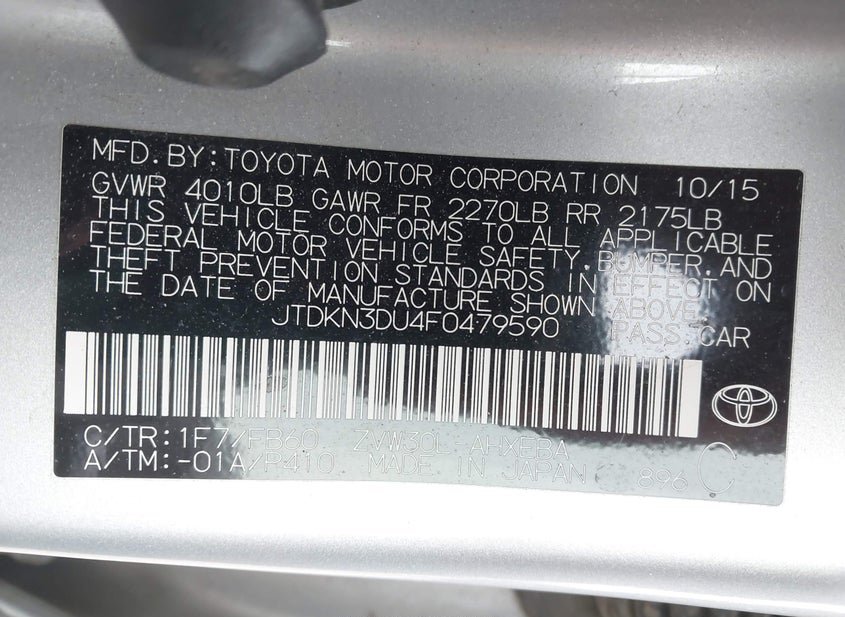 MFD.BY:TOYOTA MOTOR CORPORATION 10/15
GVWR 4010LB GAWR FR 2270LB RR 2175LB
THIS VEHICLE CONFORMS TO ALL APPLICABLE
FEDERAL MOTOR VEHICLE SAFETY,BUMPER,AND
THEFT PREVENTION STANDARDS IN EFFECT ON
THE DATE OF MANUFACTURE SHOWN ABOVE.
JTDKN3DU4F0479590 PASS.CAR
C/TR:1F7/FB60 ZVW30L-AHXEBA
A/TM:-01A/P410 MADE IN JAPAN 896 C